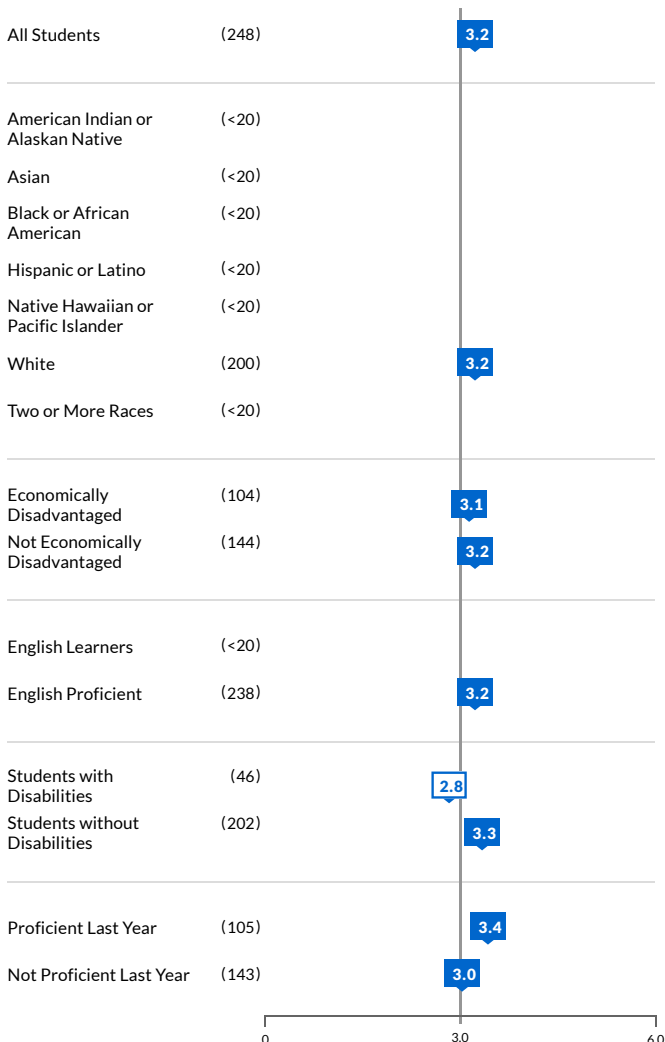 All Students (248) 3.2
American Indian or (<20)
Alaskan Native
Asian (<20)
Black or African (<20)
American
Hispanic or Latino (<20)
Native Hawaiian or (<20)
Pacific Islander
White (200) 3.2
Two or More Races (<20)
Economically (104) 3.1
Disadvantaged
Not Economically (144) 3.2
Disadvantaged
English Learners (<20)
English Proficient (238) 3.2
Students with (46) 2.8
Disabilities
Students without (202) 3.3
Disabilities
Proficient Last Year (105) 3.4
Not Proficient Last Year (143) 3.0
0 3.0 6.0